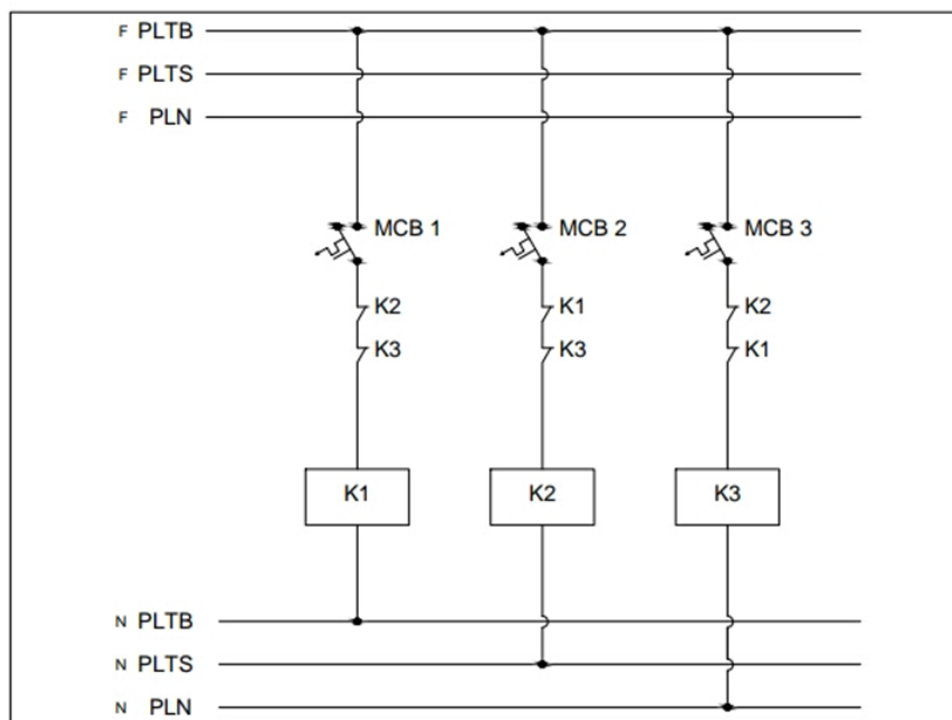 F PLTB
F PLTS
F PLN
MCB 1 MCB 2 MCB 3
K2 K1 K2
K3 K3 K1
K1 K2 K3
N PLTB
N PLTS
N PLN